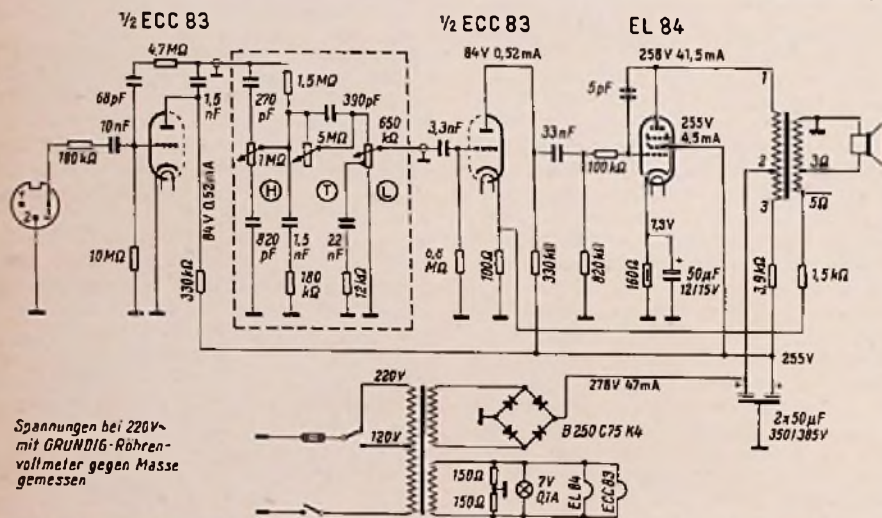 ½ ECC 83
½ ECC 83
EL 84
4,7MΩ
68pF
10nF
180kΩ
10MΩ
1,5 nF
84V 0,52mA
330kΩ
270 pF
1,5MΩ
390pF
650 kΩ
1MΩ
5MΩ
H
T
L
820 pF
1,5 nF
22 nF
180 kΩ
12kΩ
3,3nF
84V 0,52mA
33nF
6,8 MΩ
100Ω
330kΩ
820kΩ
100kΩ
5pF
258V 41,5mA
255V
4,5mA
7,3V
160Ω
50µF
12/15V
1
2
3
3Ω
5Ω
3,9kΩ
1,5kΩ
255V
278V 47mA
2x50µF
350/385V
220V
120V
B 250 C75 K4
150Ω
150Ω
7V
0,1A
EL 84
ECC83
Spannungen bei 220V~
mit GRUNDIG-Röhren-
voltmeter gegen Masse
gemessen